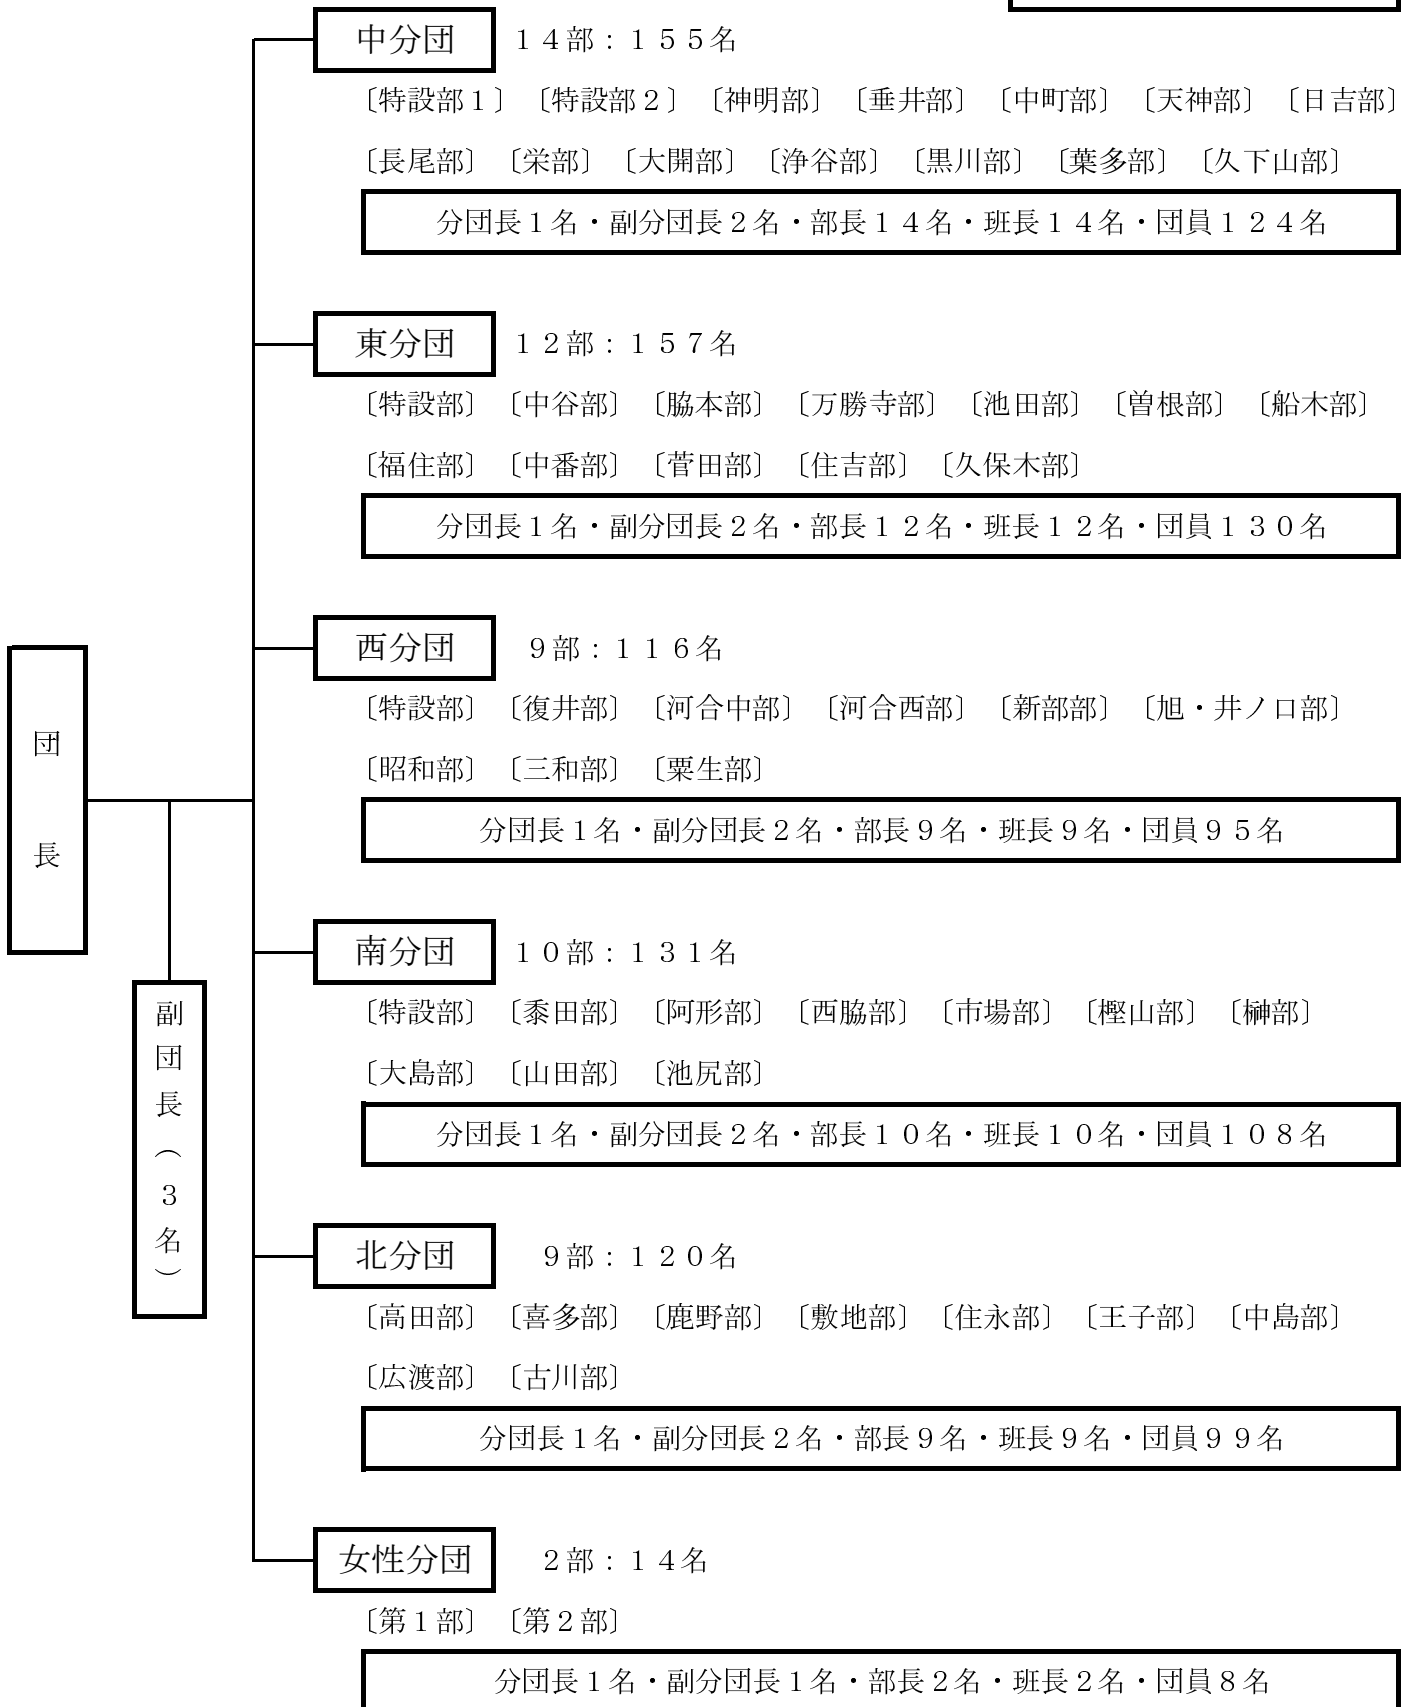 中分団 １４部：１５５名
〔特設部１〕〔特設部２〕〔神明部〕〔垂井部〕〔中町部〕〔天神部〕〔日吉部〕
〔長尾部〕〔栄部〕〔大開部〕〔浄谷部〕〔黒川部〕〔葉多部〕〔久下山部〕
分団長１名・副分団長２名・部長１４名・班長１４名・団員１２４名
東分団 １２部：１５７名
〔特設部〕〔中谷部〕〔脇本部〕〔万勝寺部〕〔池田部〕〔曽根部〕〔船木部〕
〔福住部〕〔中番部〕〔菅田部〕〔住吉部〕〔久保木部〕
分団長１名・副分団長２名・部長１２名・班長１２名・団員１３０名
西分団 ９部：１１６名
〔特設部〕〔復井部〕〔河合中部〕〔河合西部〕〔新部部〕〔旭・井ノ口部〕
〔昭和部〕〔三和部〕〔粟生部〕
分団長１名・副分団長２名・部長９名・班長９名・団員９５名
団長
南分団 １０部：１３１名
〔特設部〕〔黍田部〕〔阿形部〕〔西脇部〕〔市場部〕〔樫山部〕〔榊部〕
〔大島部〕〔山田部〕〔池尻部〕
分団長１名・副分団長２名・部長１０名・班長１０名・団員１０８名
副団長（３名）
北分団 ９部：１２０名
〔高田部〕〔喜多部〕〔鹿野部〕〔敷地部〕〔住永部〕〔王子部〕〔中島部〕
〔広渡部〕〔古川部〕
分団長１名・副分団長２名・部長９名・班長９名・団員９９名
女性分団 ２部：１４名
〔第１部〕〔第２部〕
分団長１名・副分団長１名・部長２名・班長２名・団員８名